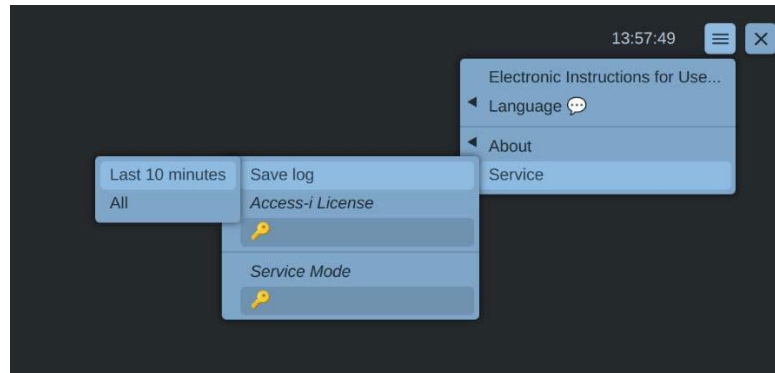 13:57:49
Electronic Instructions for Use...
Language
About
Service
Save log
Access-i License
Service Mode
Last 10 minutes
All